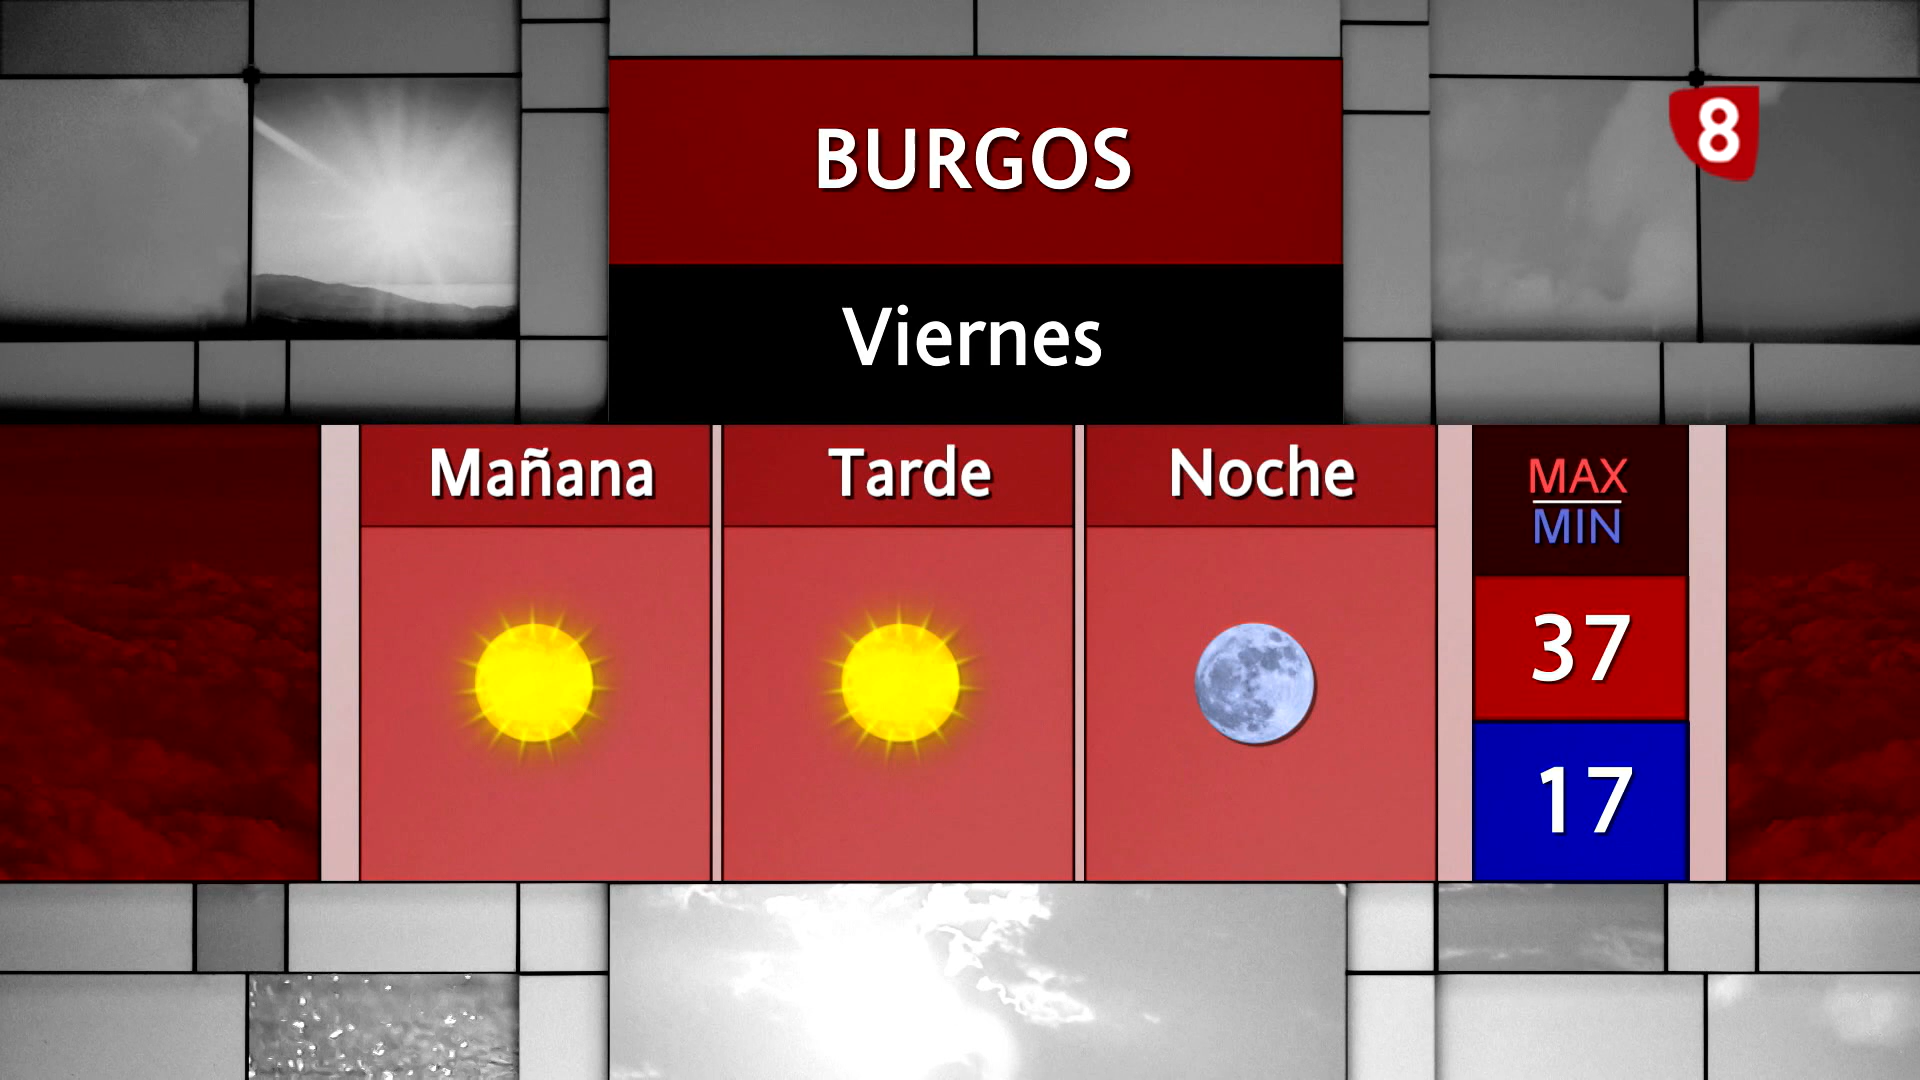 BURGOS
8
Viernes
Mañana
Tarde
Noche
MAX
MIN
37
17